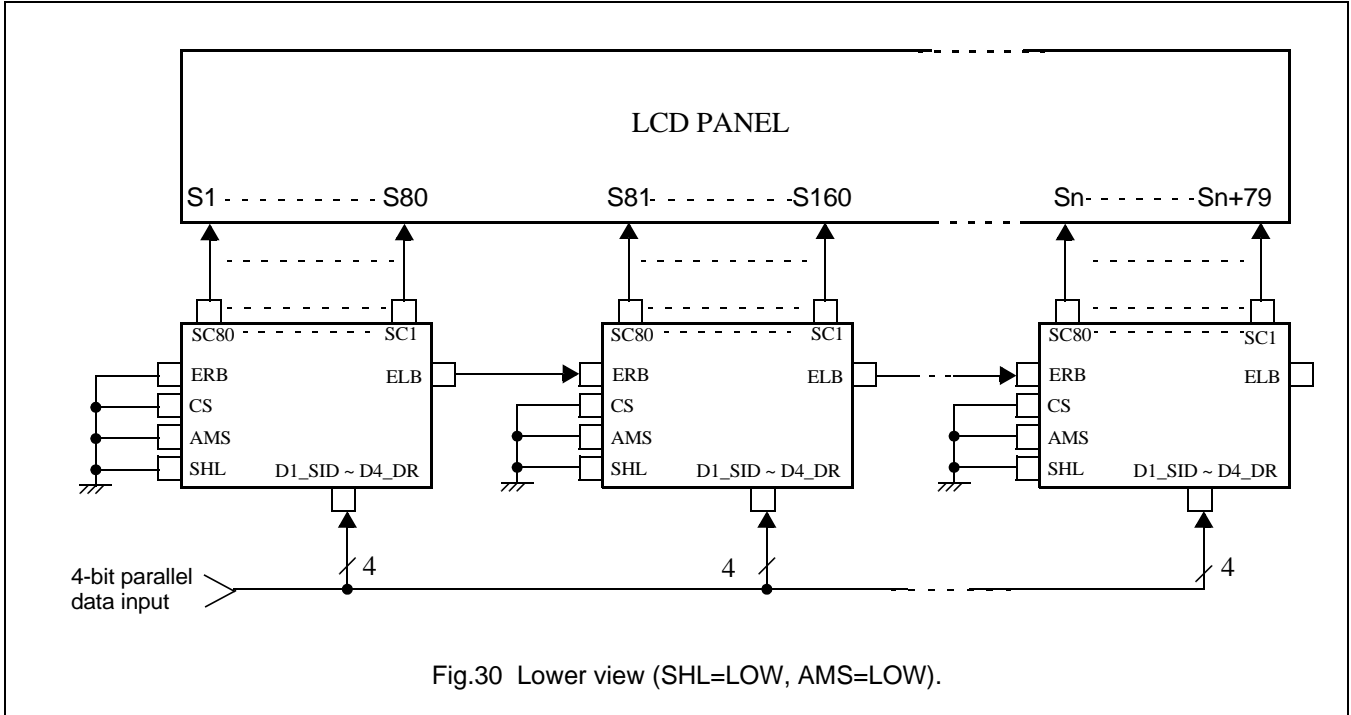 LCD PANEL
S1 S80 S81 S160 Sn Sn+79
SC80 SC1 SC80 SC1 SC80 SC1
ERB ELB ERB ELB ERB ELB
CS CS CS
AMS AMS AMS
SHL D1_SID ~ D4_DR SHL D1_SID ~ D4_DR SHL D1_SID ~ D4_DR
4 4 4
4-bit parallel
data input
Fig.30 Lower view (SHL=LOW, AMS=LOW).